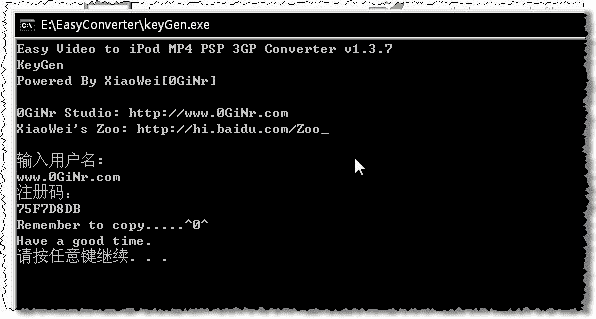 E:\EasyConverter\keyGen.exe
Easy Video to iPod MP4 PSP 3GP Converter v1.3.7
KeyGen
Powered By XiaoWei[0GiNr]
0GiNr Studio: http://www.0GiNr.com
XiaoWei's Zoo: http://hi.baidu.com/Zoo_
输入用户名:
www.0GiNr.com
注册码:
75F7D8DB
Remember to copy.....^0^
Have a good time.
请按任意键继续. . .